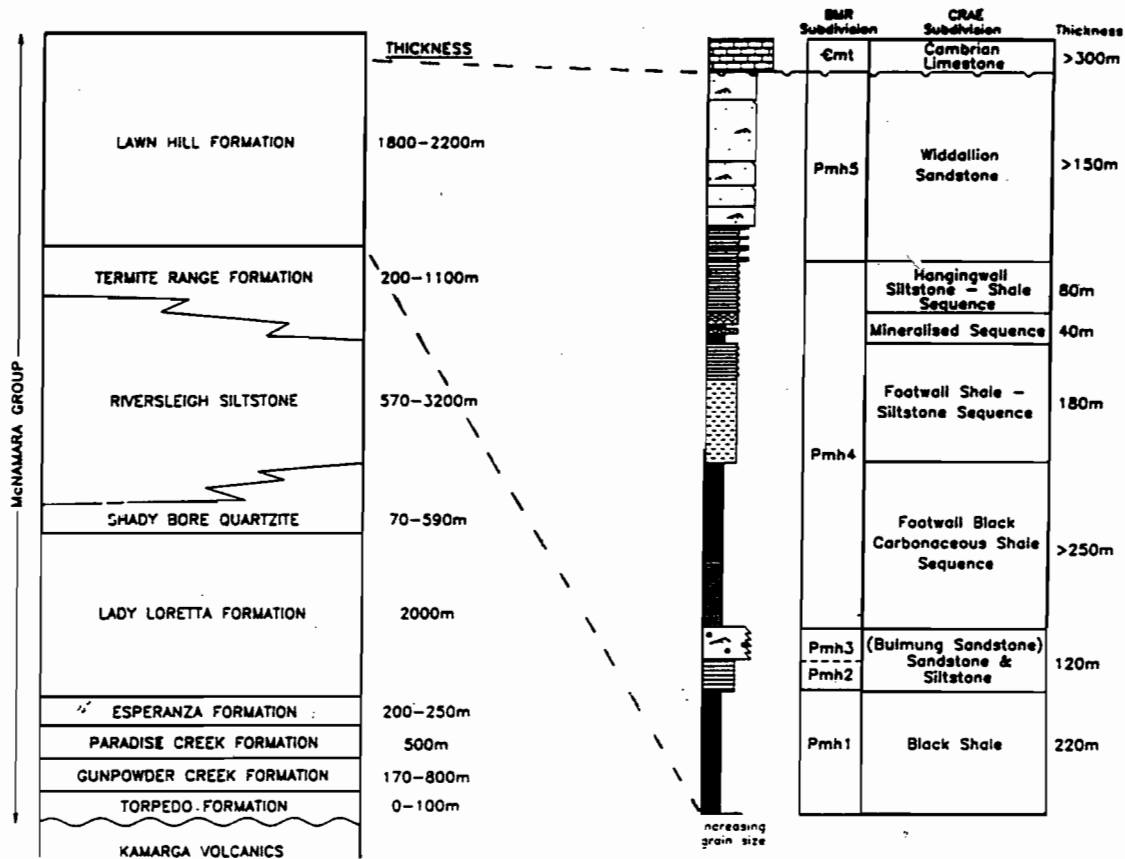 McNAMARA GROUP
THICKNESS
LAWN HILL FORMATION
1800-2200m
TERMITE RANGE FORMATION
200-1100m
RIVERSLEIGH SILTSTONE
570-3200m
SHADY BORE QUARTZITE
70-590m
LADY LORETTA FORMATION
2000m
ESPERANZA FORMATION
200-250m
PARADISE CREEK FORMATION
500m
GUNPOWDER CREEK FORMATION
170-800m
TORPEDO FORMATION
0-100m
KAMARGA VOLCANICS
increasing
grain size
BMR
Subdivision
CRAE
Subdivision
Thickness
Єmt
Cambrian
Limestone
>300m
Pmh5
Widdallion
Sandstone
>150m
Pmh4
Hangingwall
Siltstone - Shale
Sequence
80m
Mineralised Sequence
40m
Footwall Shale -
Siltstone Sequence
180m
Footwall Black
Carbonaceous Shale
Sequence
>250m
Pmh3
Pmh2
(Bulmung Sandstone)
Sandstone &
Siltstone
120m
Pmh1
Black Shale
220m